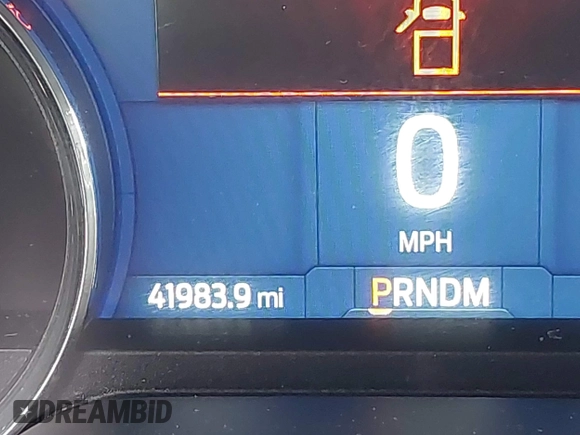 0
MPH
41983.9 mi
PRNDM
DREAMBID